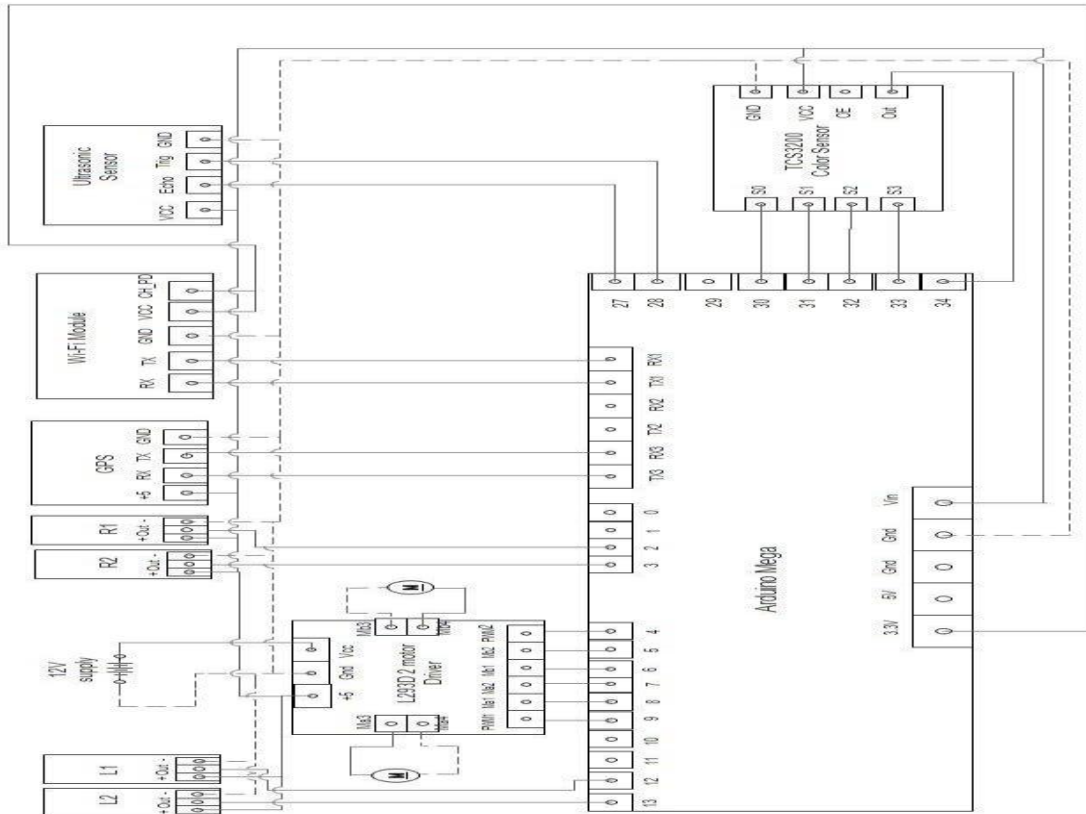 Ultrasonic
Sensor
VCC
Echo
Trig
GND
Wi-Fi Module
RX
TX
GND
VCC
CH_PD
GPS
+5
RX
TX
GND
R1
+ Out -
R2
+ Out -
12V
supply
L1
+ Out -
L2
+ Out -
L293D 2 motor
Driver
+5
Gnd
Vcc
Ma3
Ma4
Mb3
Mb4
M
M
PWM1
Ma1
Ma2
Mb1
Mb2
PWM2
TCS3200
Color Sensor
GND
VCC
OE
Out
S0
S1
S2
S3
Arduino Mega
13
12
11
10
9
8
7
6
5
4
3
2
1
0
TX3
RX3
TX2
RX2
TX1
RX1
27
28
29
30
31
32
33
34
3.3V
5V
Gnd
Gnd
Vin